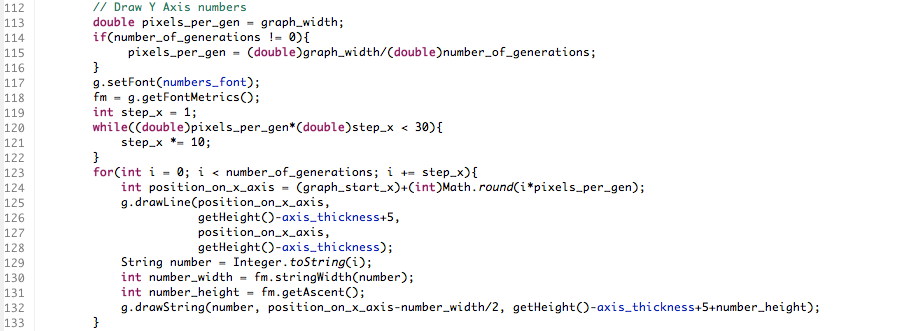 112 // Draw Y Axis numbers
113 double pixels_per_gen = graph_width;
114 if(number_of_generations != 0){
115 pixels_per_gen = (double)graph_width/(double)number_of_generations;
116 }
117 g.setFont(numbers_font);
118 fm = g.getFontMetrics();
119 int step_x = 1;
120 while((double)pixels_per_gen*(double)step_x < 30){
121 step_x *= 10;
122 }
123 for(int i = 0; i < number_of_generations; i += step_x){
124 int position_on_x_axis = (graph_start_x)+(int)Math.round(i*pixels_per_gen);
125 g.drawLine(position_on_x_axis,
126 getHeight()-axis_thickness+5,
127 position_on_x_axis,
128 getHeight()-axis_thickness);
129 String number = Integer.toString(i);
130 int number_width = fm.stringWidth(number);
131 int number_height = fm.getAscent();
132 g.drawString(number, position_on_x_axis-number_width/2, getHeight()-axis_thickness+5+number_height);
133 }